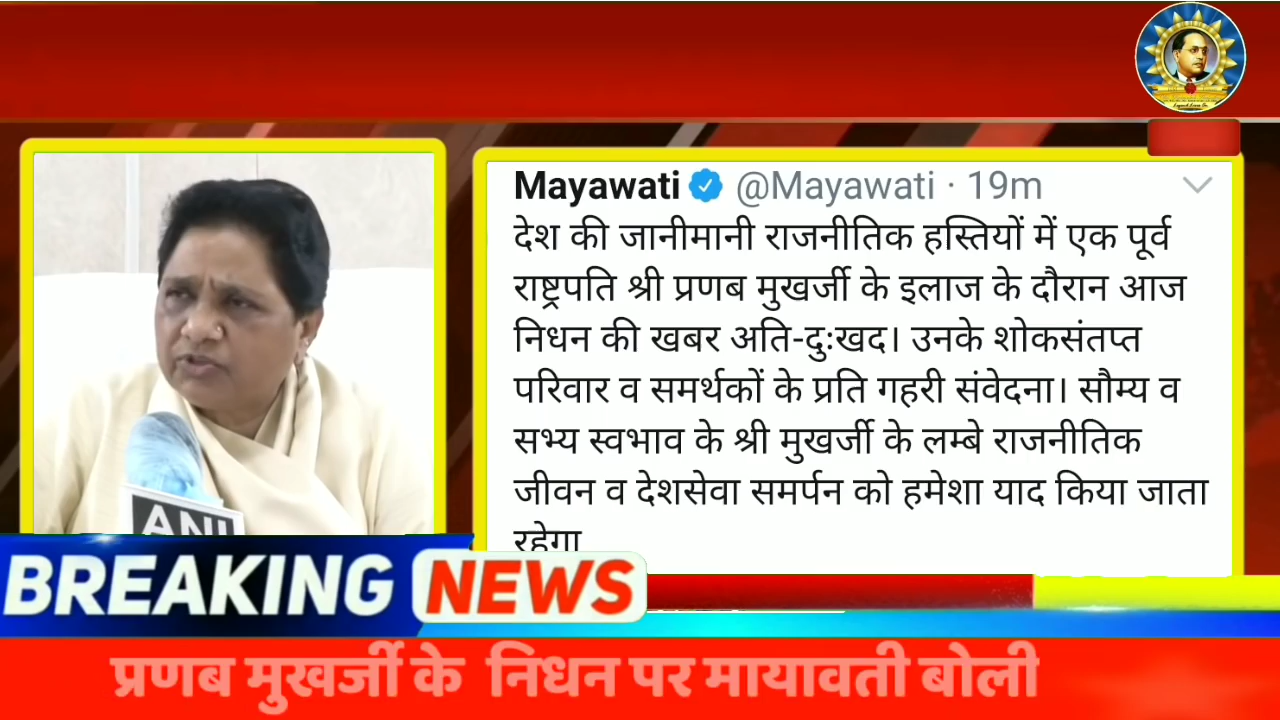 Mayawati @Mayawati · 19m
देश की जानीमानी राजनीतिक हस्तियों में एक पूर्व
राष्ट्रपति श्री प्रणब मुखर्जी के इलाज के दौरान आज
निधन की खबर अति-दुःखद। उनके शोकसंतप्त
परिवार व समर्थकों के प्रति गहरी संवेदना। सौम्य व
सभ्य स्वभाव के श्री मुखर्जी के लम्बे राजनीतिक
जीवन व देशसेवा समर्पन को हमेशा याद किया जाता
रहेगा
ANI
BREAKING NEWS
प्रणब मुखर्जी के निधन पर मायावती बोली